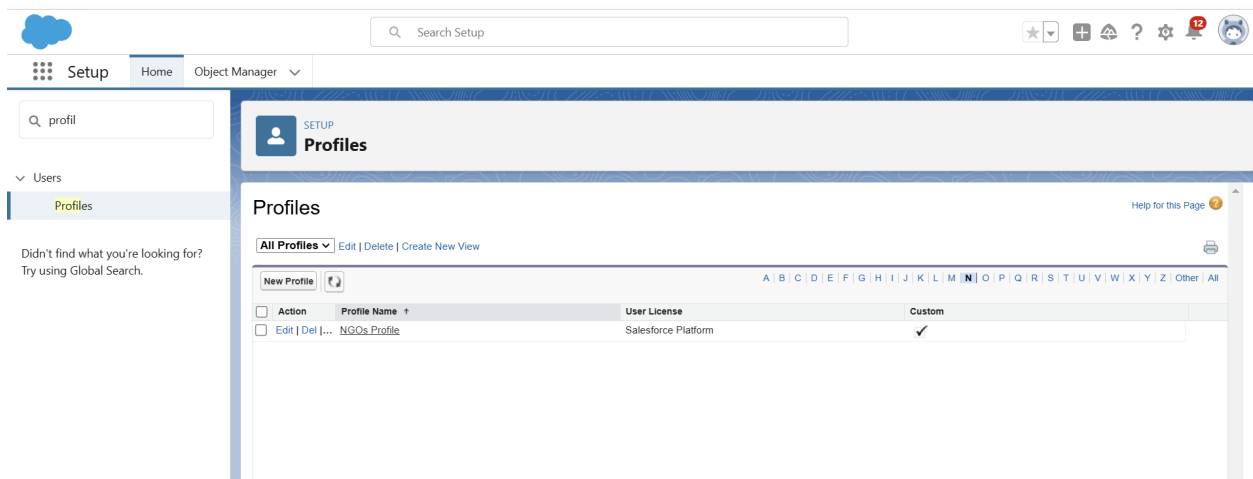 Search Setup
12
Setup Home Object Manager
profil
Users
Profiles
Didn't find what you're looking for?
Try using Global Search.
SETUP
Profiles
Profiles
Help for this Page ?
All Profiles Edit | Delete | Create New View
New Profile A | B | C | D | E | F | G | H | I | J | K | L | M | N | O | P | Q | R | S | T | U | V | W | X | Y | Z | Other | All
Action Profile Name ↑ User License Custom
Edit | Del |... NGOs Profile Salesforce Platform ✓